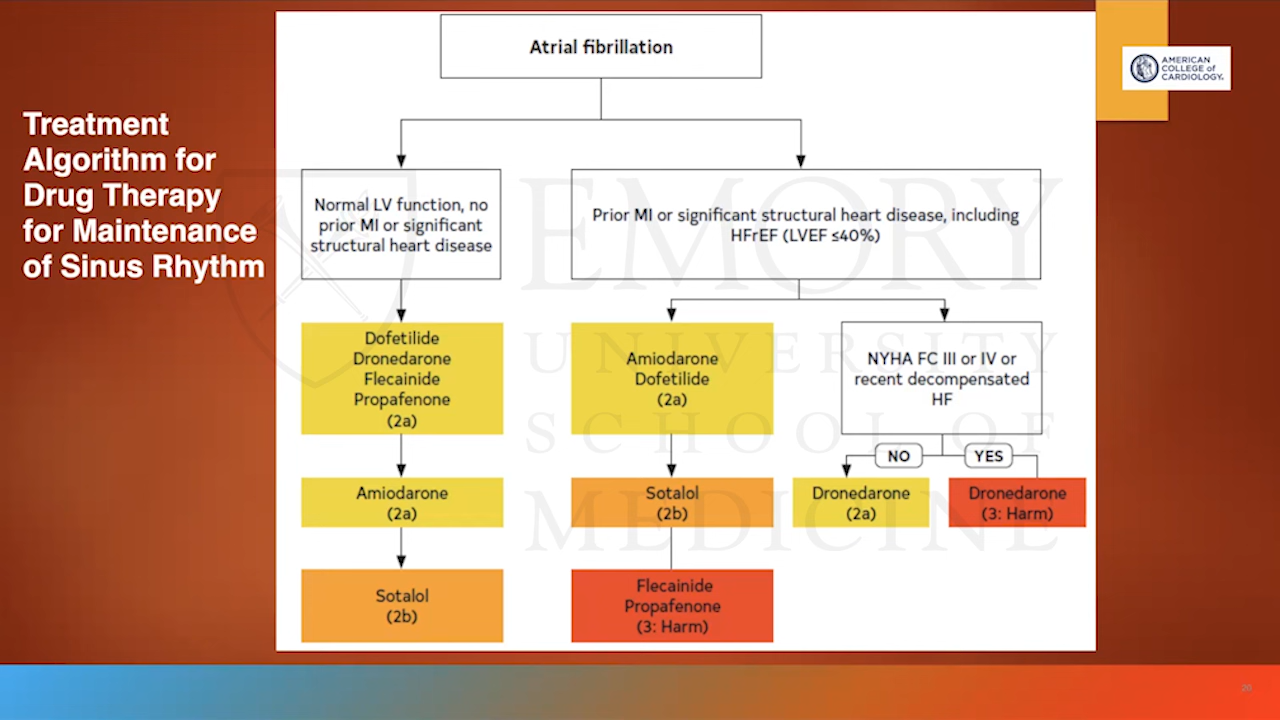 Treatment
Algorithm for
Drug Therapy
for Maintenance
of Sinus Rhythm
AMERICAN
COLLEGE of
CARDIOLOGY.
Atrial fibrillation
Normal LV function, no
prior MI or significant
structural heart disease
Prior MI or significant structural heart disease, including
HFrEF (LVEF ≤40%)
Dofetilide
Dronedarone
Flecainide
Propafenone
(2a)
Amiodarone
Dofetilide
(2a)
NYHA FC III or IV or
recent decompensated
HF
NO
YES
Amiodarone
(2a)
Sotalol
(2b)
Dronedarone
(2a)
Dronedarone
(3: Harm)
Sotalol
(2b)
Flecainide
Propafenone
(3: Harm)
EMORY
UNIVERSITY
SCHOOL OF
MEDICINE
20